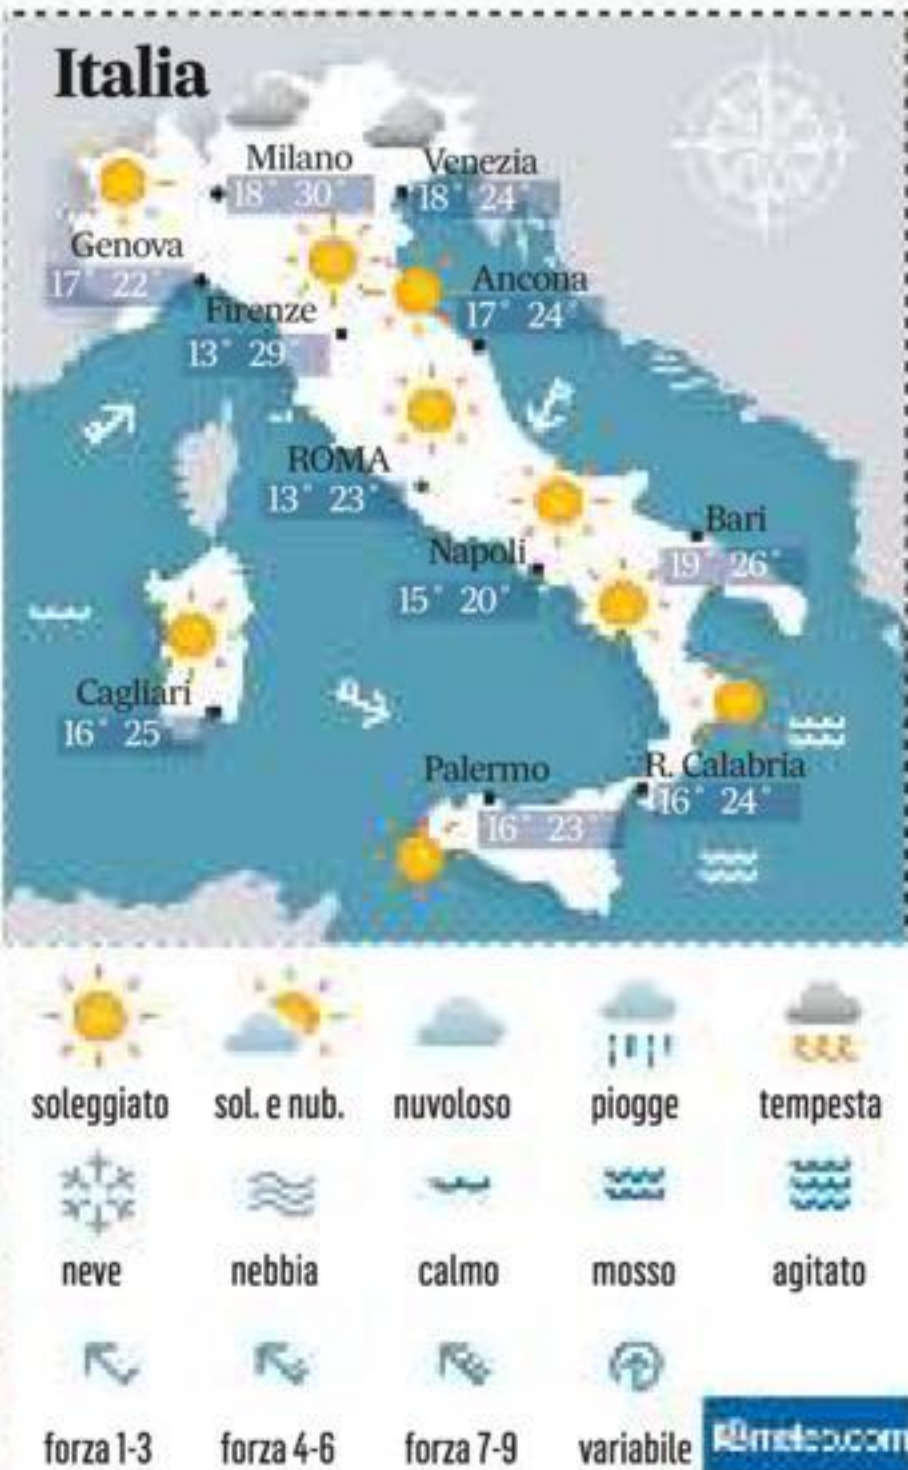 Italia
Milano
18° 30°
Venezia
18° 24°
Genova
17° 22°
Ancona
17° 24°
Firenze
13° 29°
ROMA
13° 23°
Bari
19° 26°
Napoli
15° 20°
Cagliari
16° 25
Palermo
16° 23°
R. Calabria
16° 24°
soleggiato sol. e nub. nuvoloso piogge tempesta
neve nebbia calmo mosso agitato
forza 1-3 forza 4-6 forza 7-9 variabile